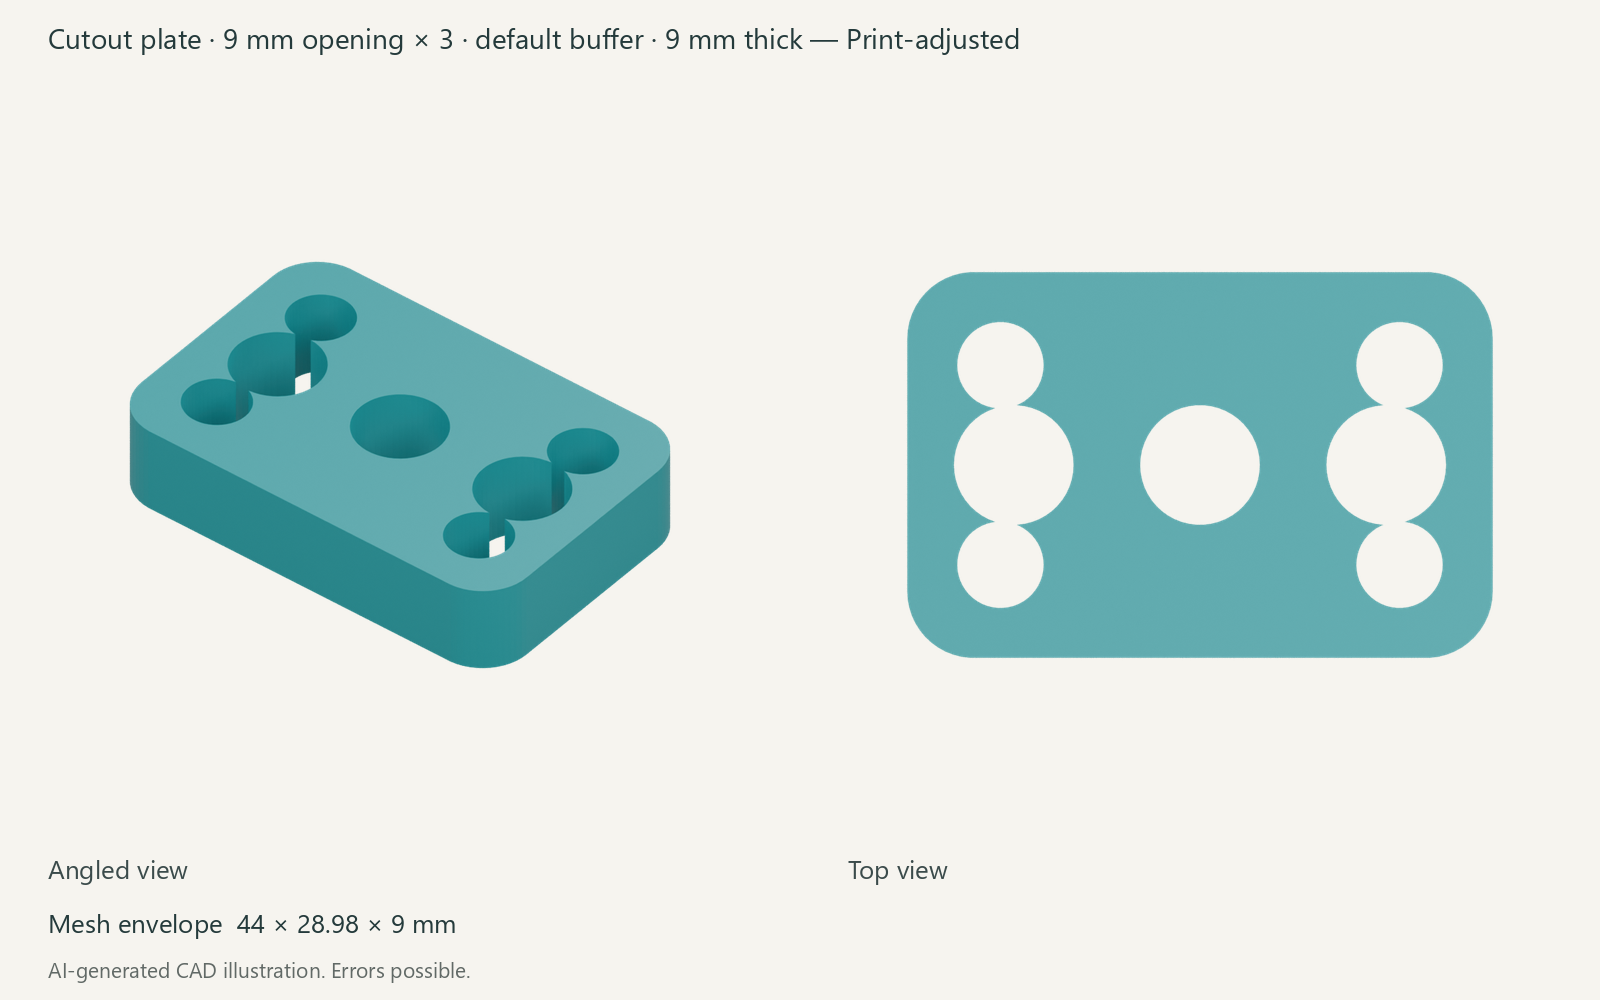 Cutout plate · 9 mm opening × 3 · default buffer · 9 mm thick — Print-adjusted
Angled view
Top view
Mesh envelope 44 × 28.98 × 9 mm
AI-generated CAD illustration. Errors possible.